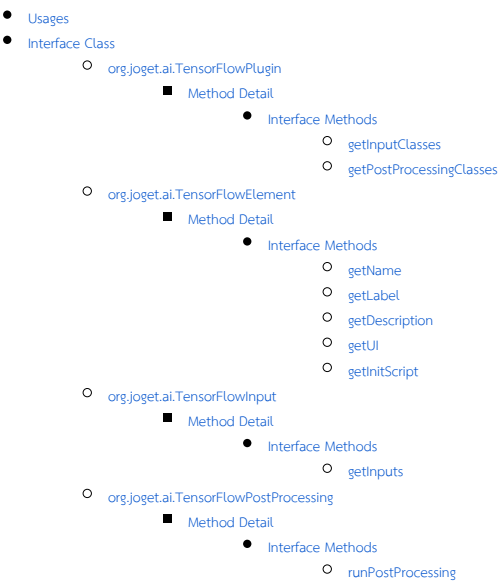 Usages
Interface Class
org.joget.ai.TensorFlowPlugin
Method Detail
Interface Methods
getInputClasses
getPostProcessingClasses
org.joget.ai.TensorFlowElement
Method Detail
Interface Methods
getName
getLabel
getDescription
getUI
getInitScript
org.joget.ai.TensorFlowInput
Method Detail
Interface Methods
getInputs
org.joget.ai.TensorFlowPostProcessing
Method Detail
Interface Methods
runPostProcessing